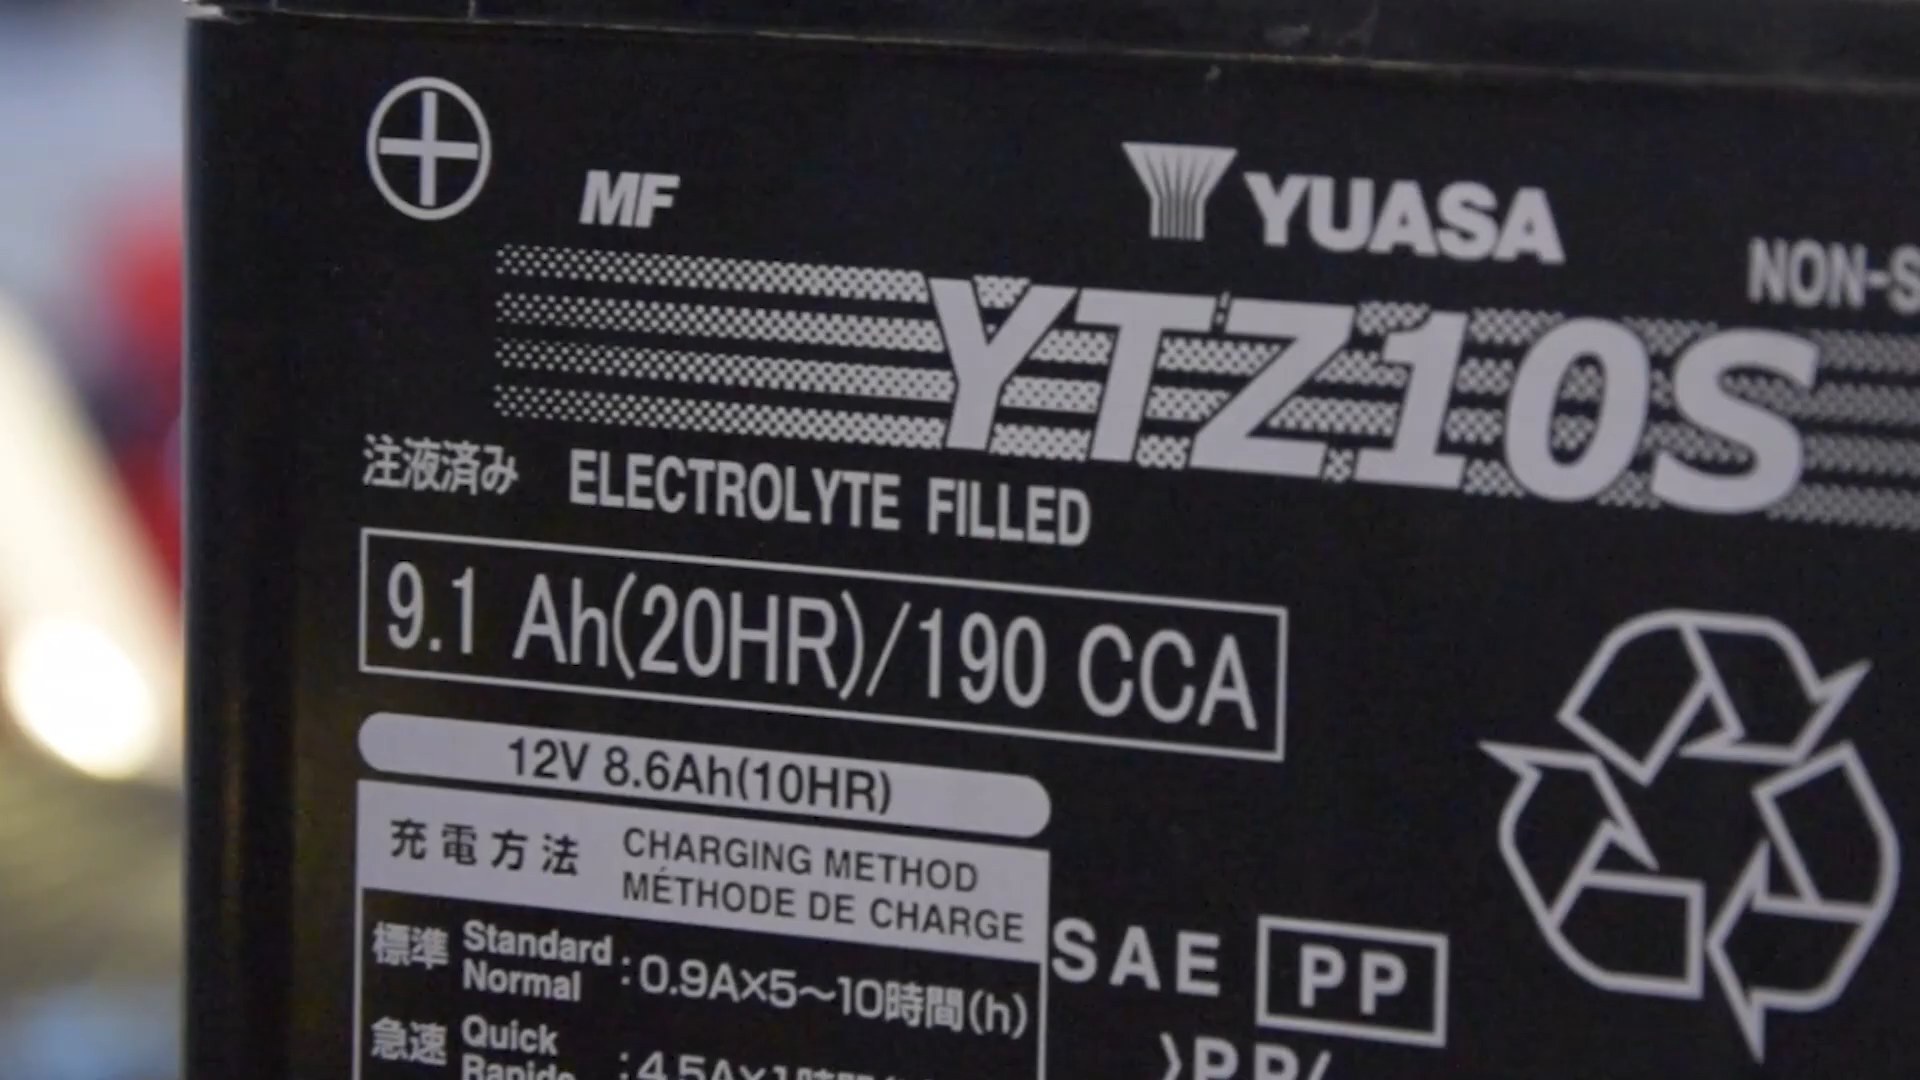 MF
YUASA
NON-S
YTZ10S
注液済み ELECTROLYTE FILLED
9.1 Ah(20HR)/190 CCA
12V 8.6Ah(10HR)
充電方法 CHARGING METHOD
MÉTHODE DE CHARGE
標準 Standard Normal : 0.9A×5〜10時間(h)
SAE PP
急速 Quick Rapide : 4.5A×1時間
>PP<